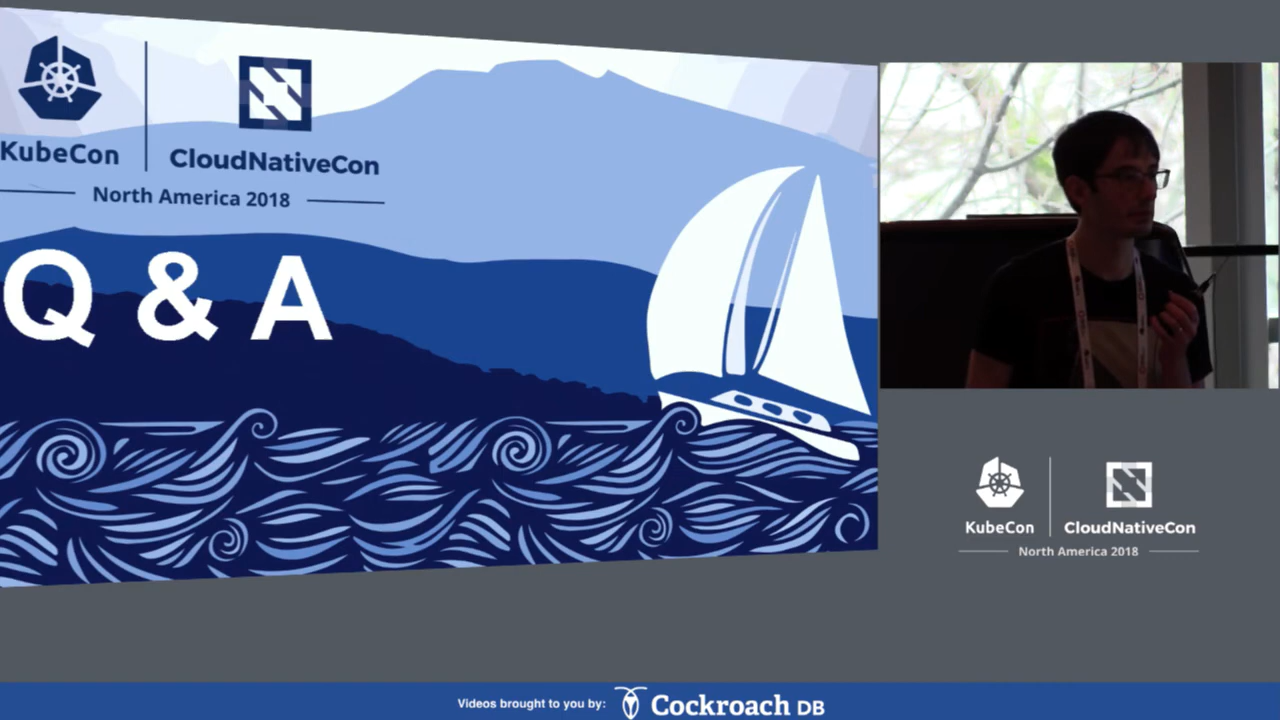 KubeCon
CloudNativeCon
North America 2018
Q & A
KubeCon
CloudNativeCon
North America 2018
Videos brought to you by: Cockroach DB